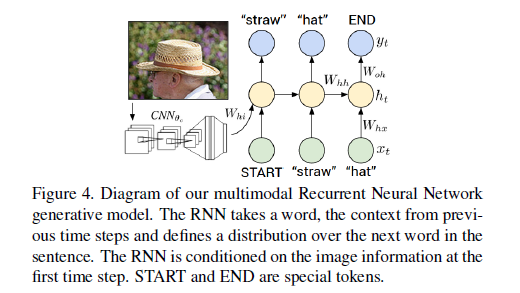 "straw" "hat" END
y_t
W_hh W_oh
CNN_θc W_hi h_t
W_hx
x_t
START "straw" "hat"
Figure 4. Diagram of our multimodal Recurrent Neural Network
generative model. The RNN takes a word, the context from previ-
ous time steps and defines a distribution over the next word in the
sentence. The RNN is conditioned on the image information at the
first time step. START and END are special tokens.